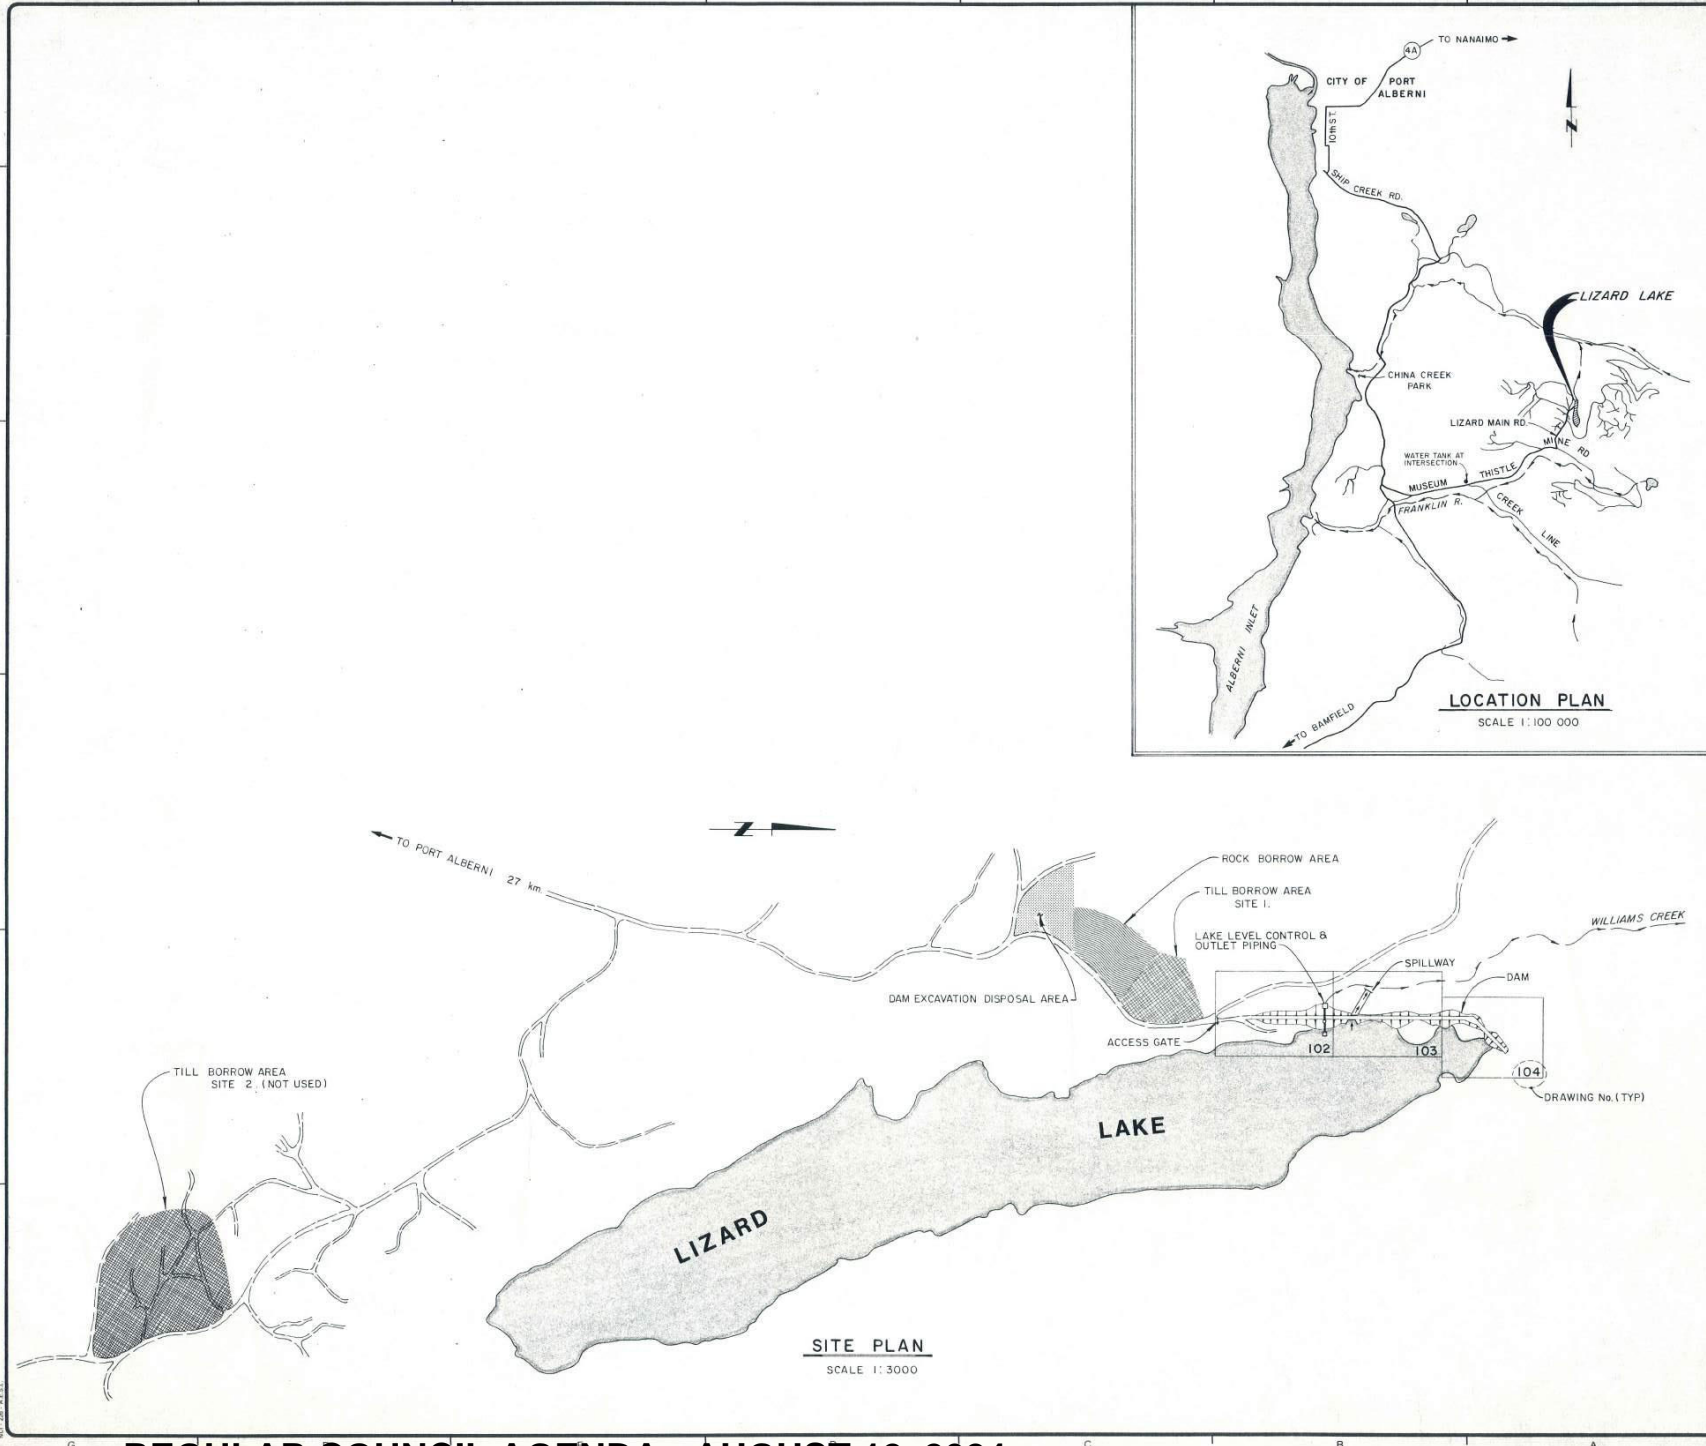 TO NANAIMO
4A
CITY OF PORT
ALBERNI
10th ST.
SHIP CREEK RD.
LIZARD LAKE
CHINA CREEK
PARK
LIZARD MAIN RD.
MINE RD
WATER TANK AT
INTERSECTION
THISTLE
MUSEUM
FRANKLIN R.
CREEK
LINE
ALBERNI INLET
TO BAMFIELD
LOCATION PLAN
SCALE 1:100 000
N
N
TO PORT ALBERNI 27 km.
ROCK BORROW AREA
TILL BORROW AREA
SITE 1.
LAKE LEVEL CONTROL &
OUTLET PIPING
WILLIAMS CREEK
SPILLWAY
DAM
DAM EXCAVATION DISPOSAL AREA
ACCESS GATE
102
103
104
DRAWING No. (TYP)
TILL BORROW AREA
SITE 2. (NOT USED)
LIZARD LAKE
SITE PLAN
SCALE 1:3000
REGULAR COUNCIL AGENDA - AUGUST